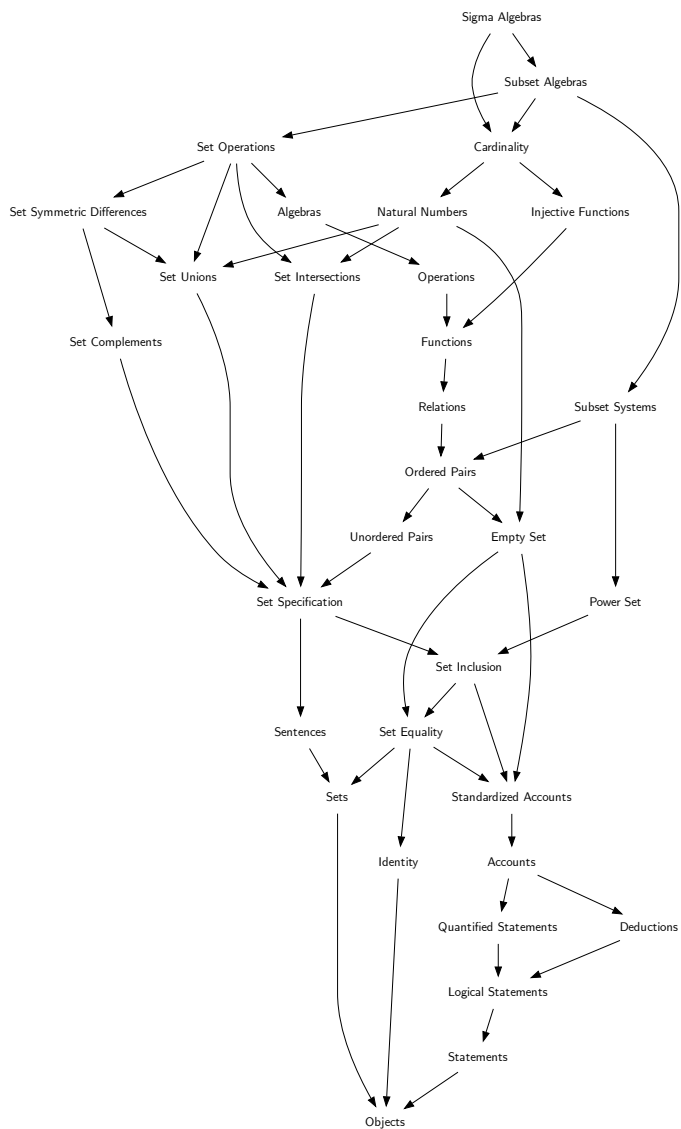 Sigma Algebras
Subset Algebras
Set Operations
Cardinality
Set Symmetric Differences
Algebras
Natural Numbers
Injective Functions
Set Unions
Set Intersections
Operations
Set Complements
Functions
Relations
Subset Systems
Ordered Pairs
Unordered Pairs
Empty Set
Set Specification
Power Set
Set Inclusion
Sentences
Set Equality
Sets
Standardized Accounts
Identity
Accounts
Quantified Statements
Deductions
Logical Statements
Statements
Objects